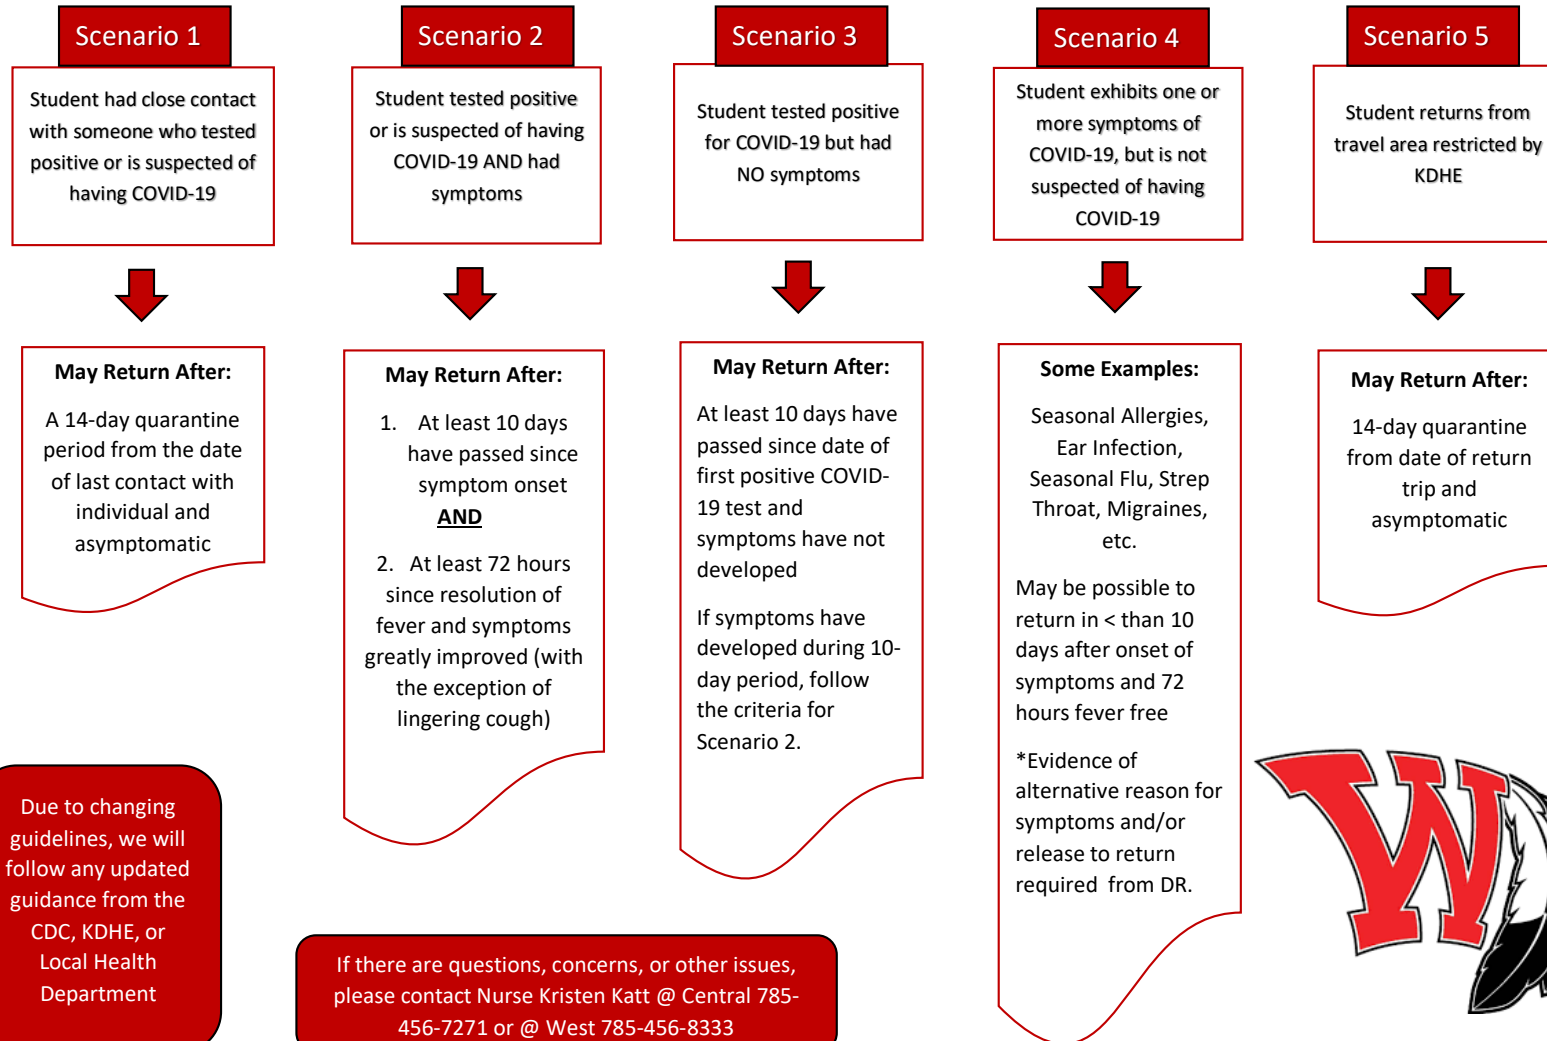 Scenario 1
Student had close contact
with someone who tested
positive or is suspected of
having COVID-19
May Return After:
A 14-day quarantine
period from the date
of last contact with
individual and
asymptomatic
Scenario 2
Student tested positive
or is suspected of having
COVID-19 AND had
symptoms
May Return After:
1. At least 10 days
have passed since
symptom onset
AND
2. At least 72 hours
since resolution of
fever and symptoms
greatly improved (with
the exception of
lingering cough)
Scenario 3
Student tested positive
for COVID-19 but had
NO symptoms
May Return After:
At least 10 days have
passed since date of
first positive COVID-
19 test and
symptoms have not
developed
If symptoms have
developed during 10-
day period, follow
the criteria for
Scenario 2.
Scenario 4
Student exhibits one or
more symptoms of
COVID-19, but is not
suspected of having
COVID-19
Some Examples:
Seasonal Allergies,
Ear Infection,
Seasonal Flu, Strep
Throat, Migraines,
etc.
May be possible to
return in < than 10
days after onset of
symptoms and 72
hours fever free
*Evidence of
alternative reason for
symptoms and/or
release to return
required from DR.
Scenario 5
Student returns from
travel area restricted by
KDHE
May Return After:
14-day quarantine
from date of return
trip and
asymptomatic
Due to changing
guidelines, we will
follow any updated
guidance from the
CDC, KDHE, or
Local Health
Department
If there are questions, concerns, or other issues,
please contact Nurse Kristen Katt @ Central 785-
456-7271 or @ West 785-456-8333
W